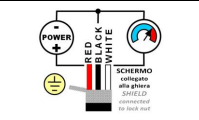 -
POWER
+
RED
BLACK
WHITE
SCHERMO
collegato
alla ghiera
SHIELD
connected
to lock nut